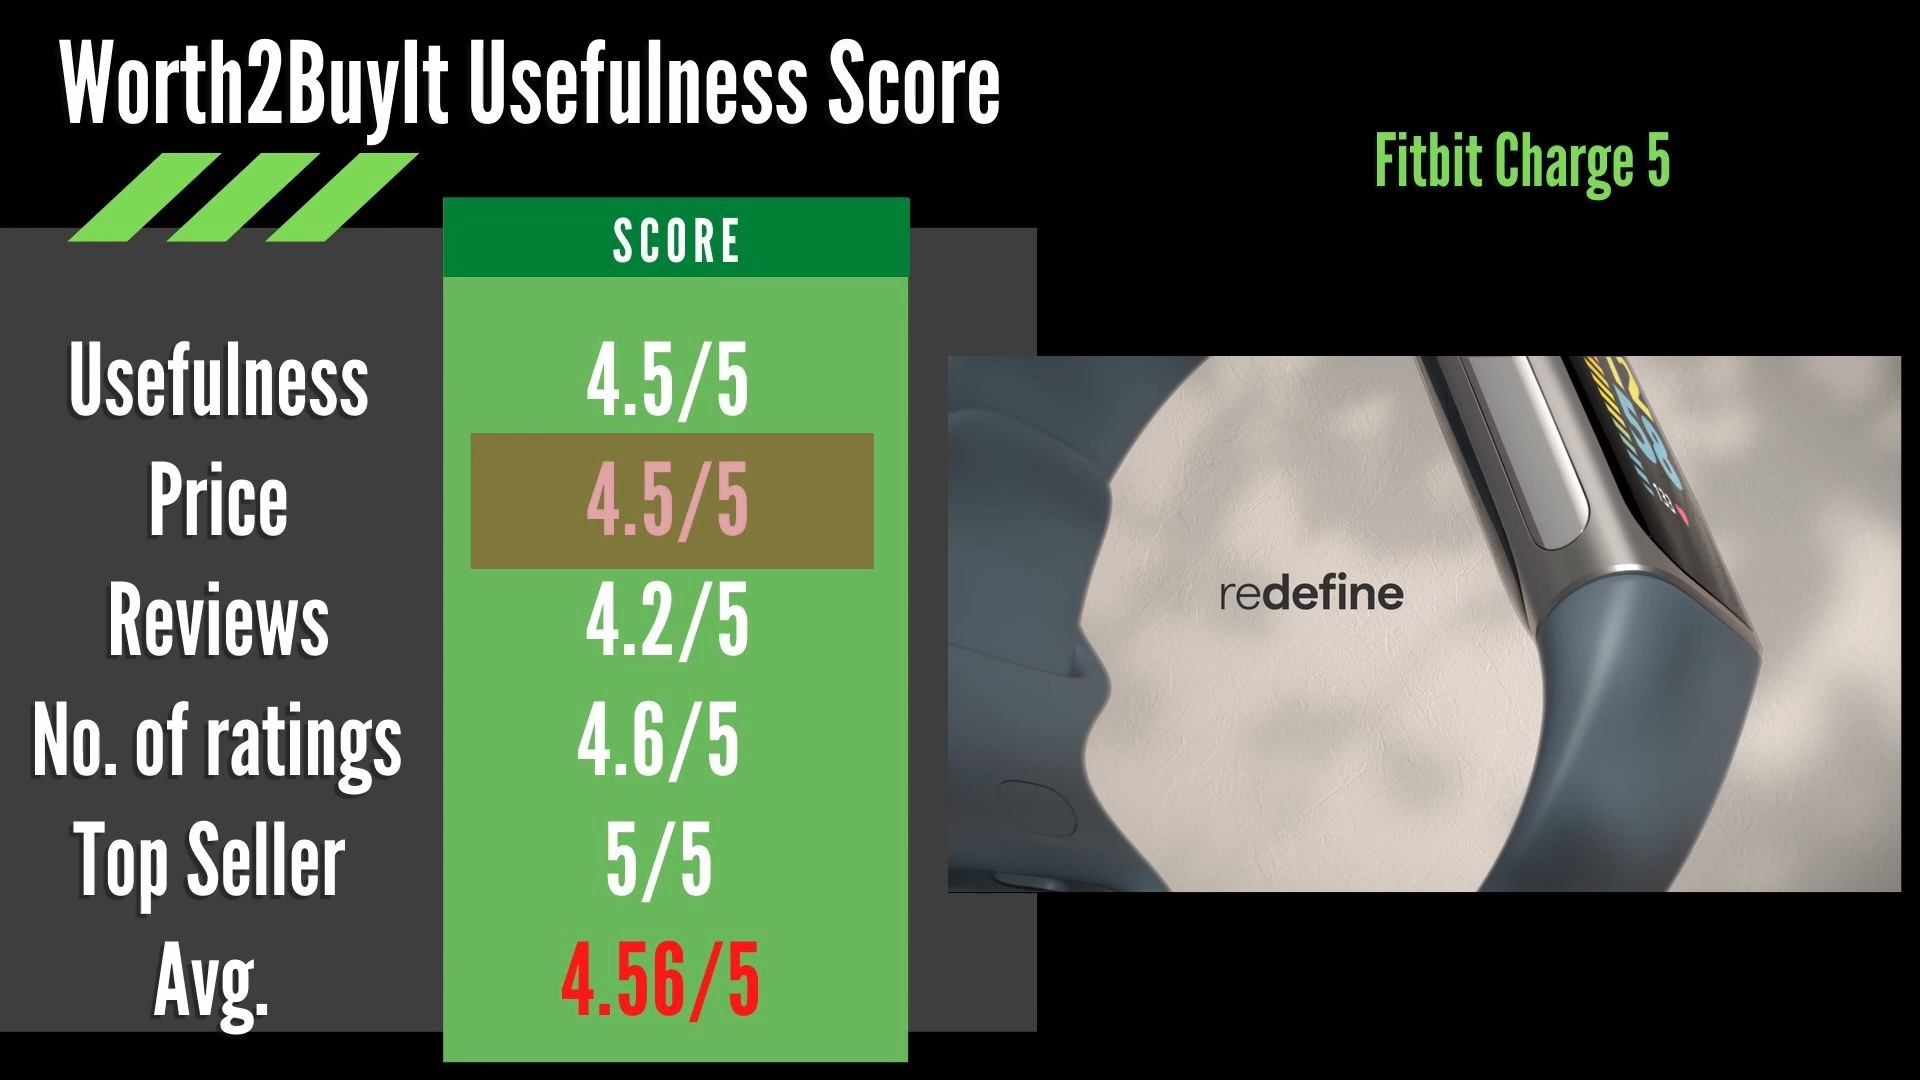 Worth2BuyIt Usefulness Score
Fitbit Charge 5
SCORE
Usefulness 4.5/5
Price 4.5/5
Reviews 4.2/5
No. of ratings 4.6/5
Top Seller 5/5
Avg. 4.56/5
redefine